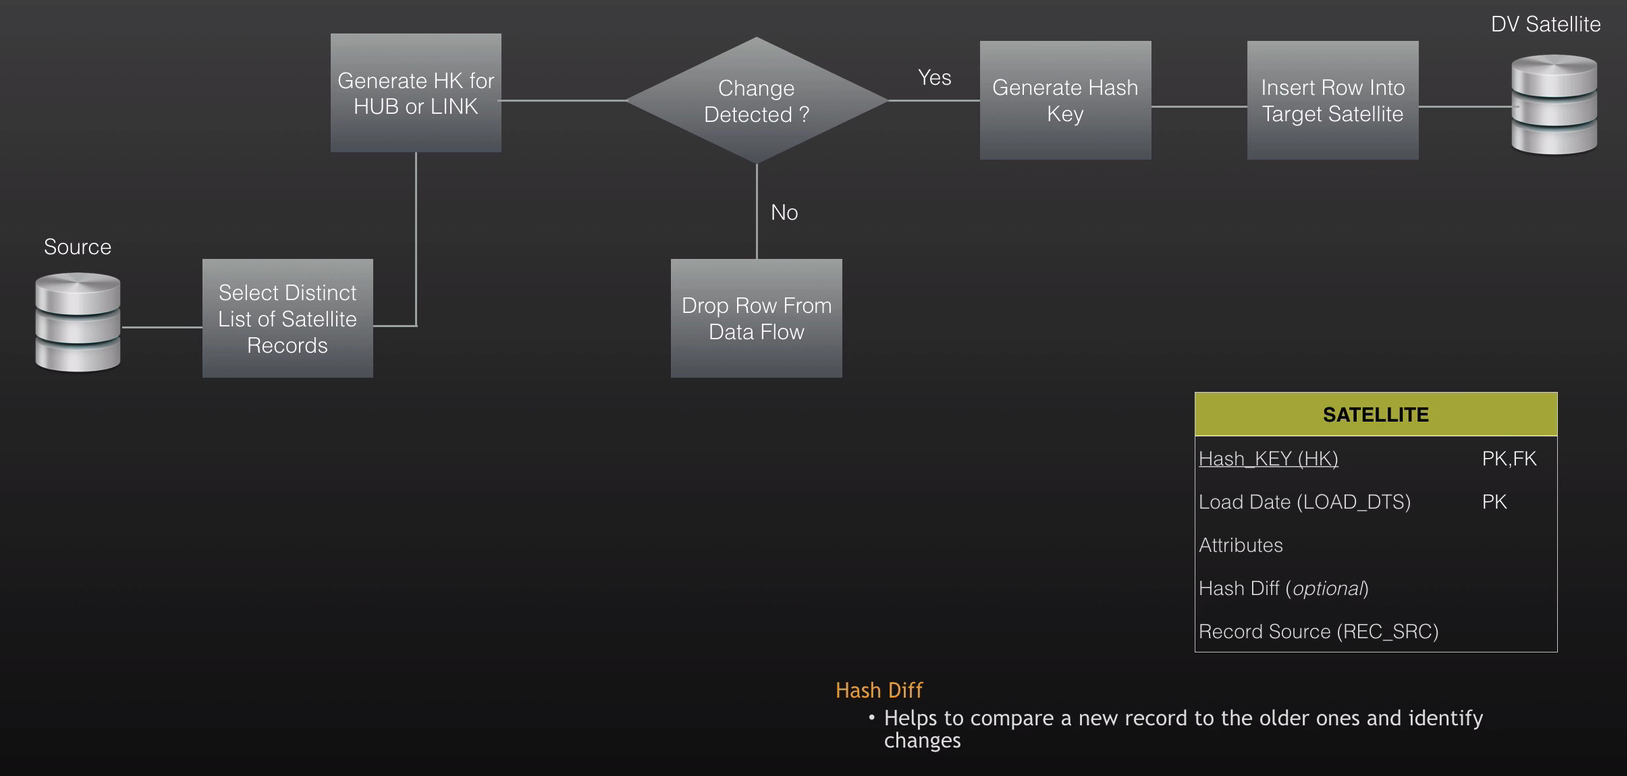 DV Satellite
Generate HK for
HUB or LINK
Change
Detected ?
Yes
Generate Hash
Key
Insert Row Into
Target Satellite
No
Source
Select Distinct
List of Satellite
Records
Drop Row From
Data Flow
SATELLITE
Hash_KEY (HK) PK,FK
Load Date (LOAD_DTS) PK
Attributes
Hash Diff (optional)
Record Source (REC_SRC)
Hash Diff
• Helps to compare a new record to the older ones and identify
changes